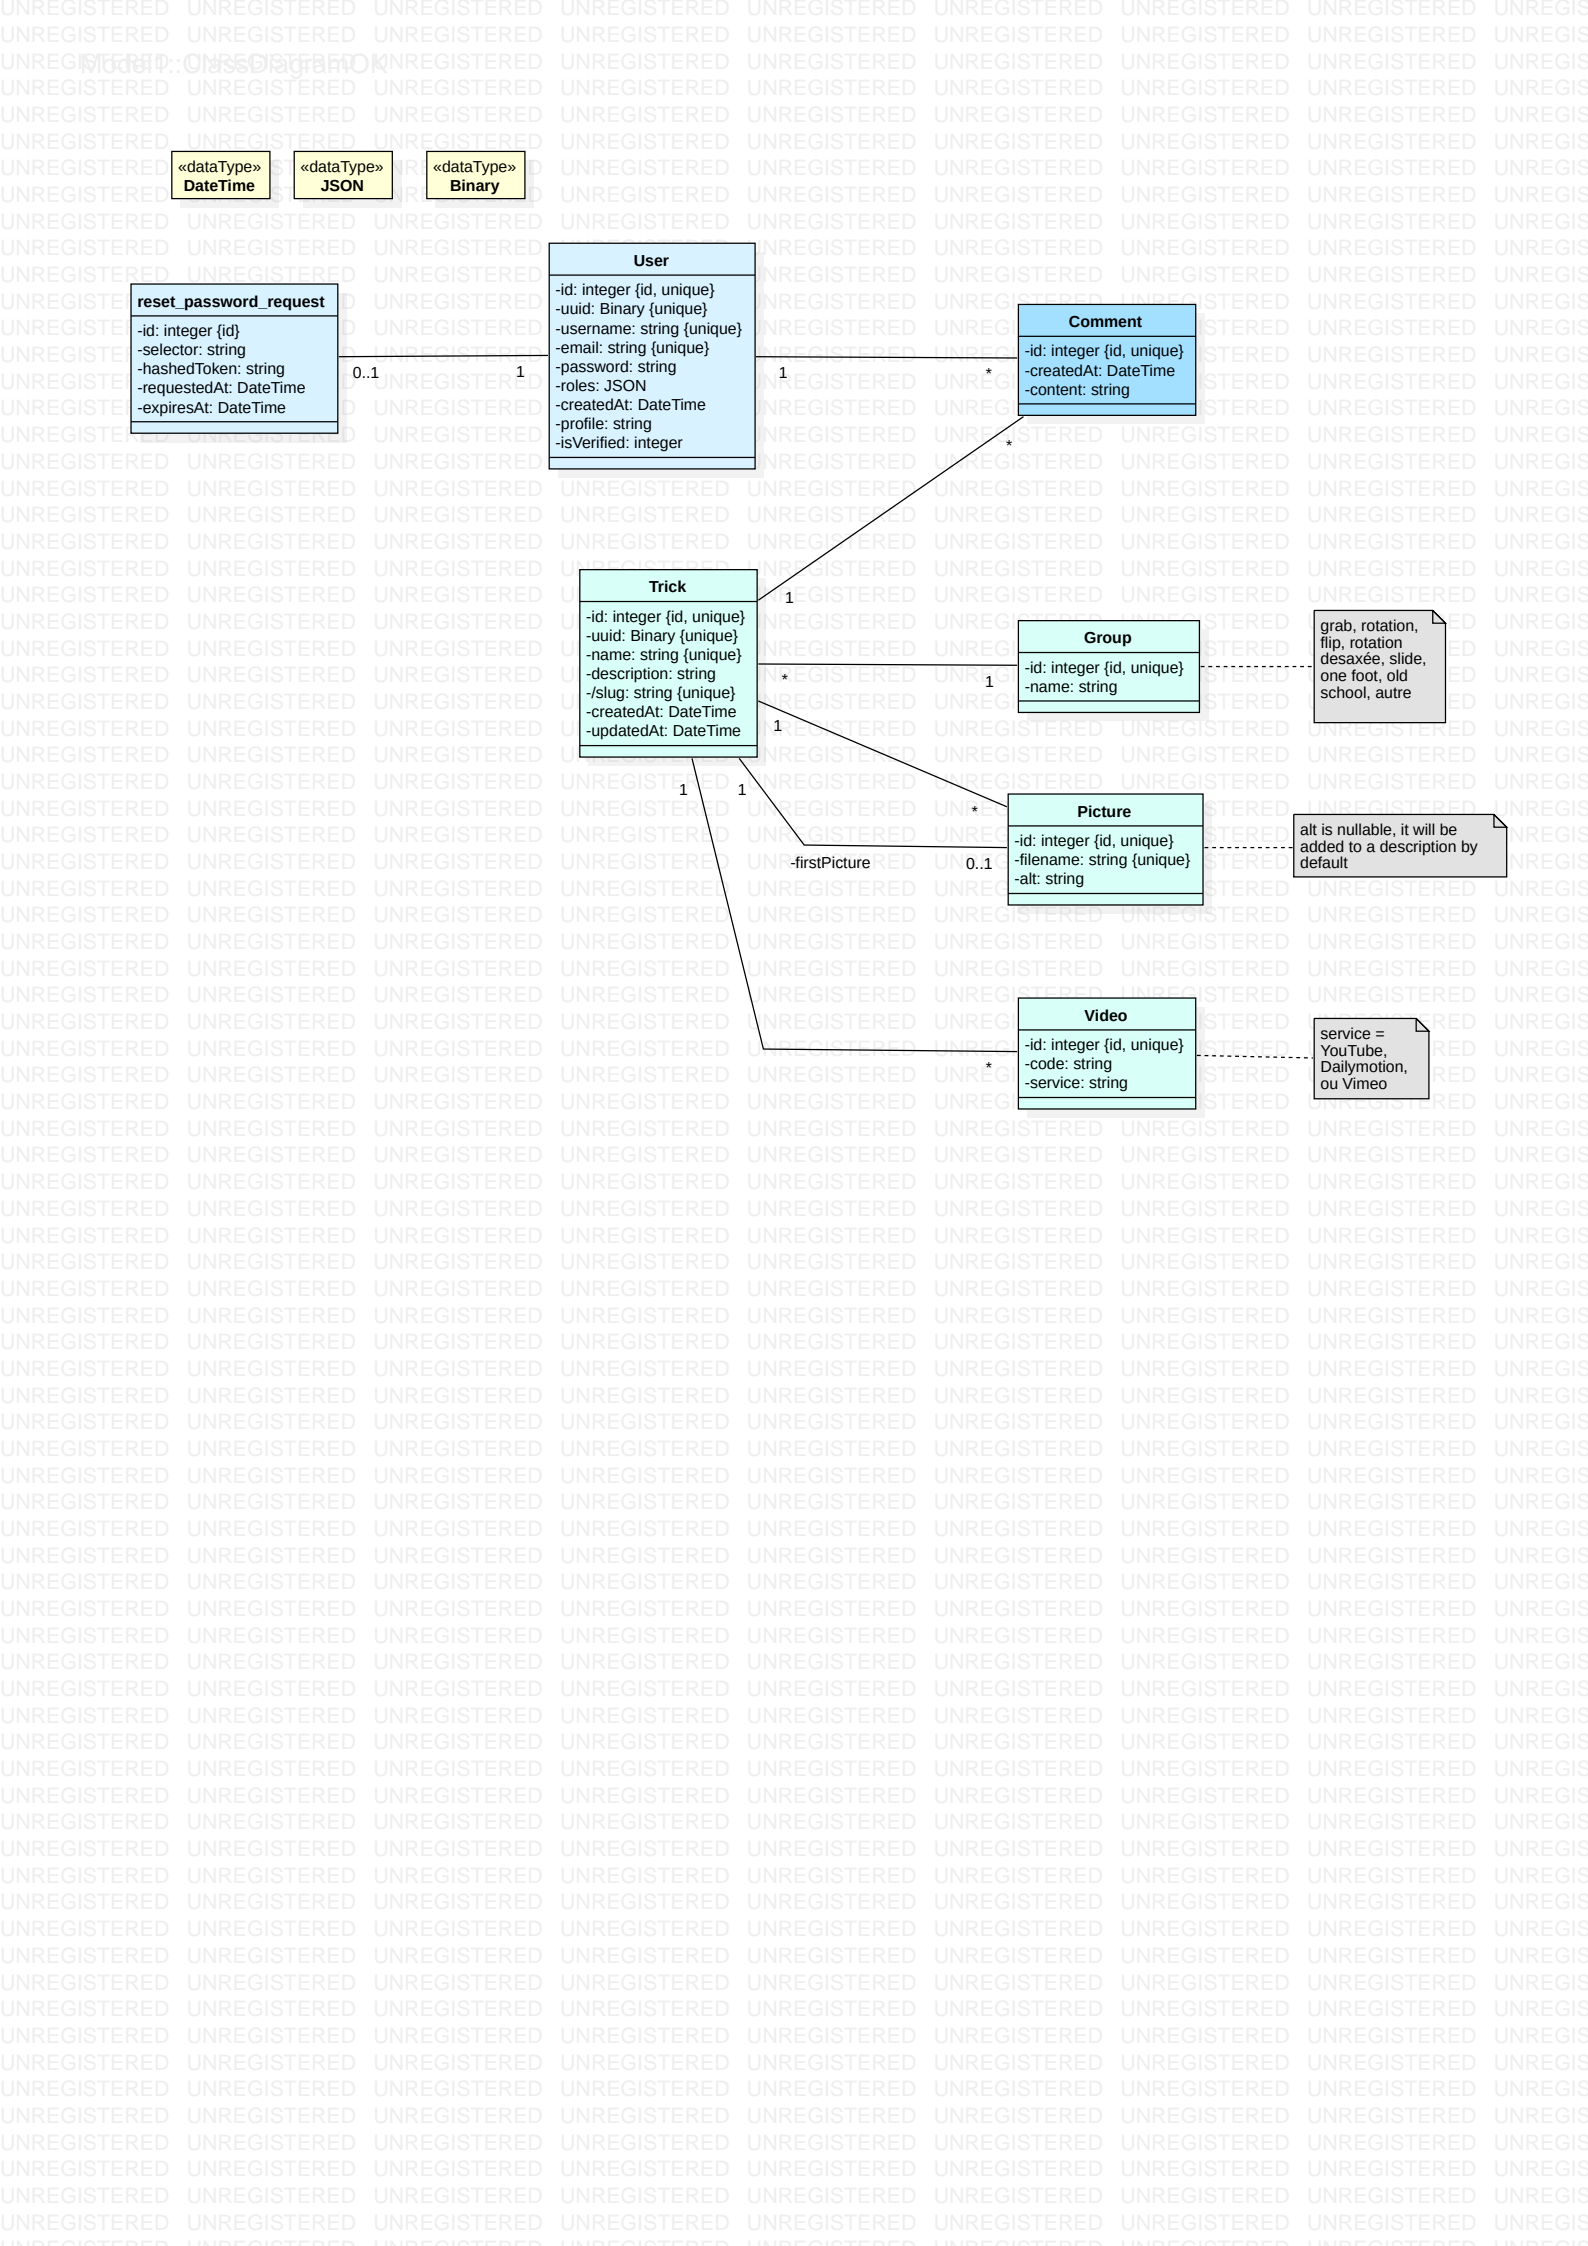 Model1::ClassDiagramOK
«dataType»
DateTime
«dataType»
JSON
«dataType»
Binary
reset_password_request
-id: integer {id}
-selector: string
-hashedToken: string
-requestedAt: DateTime
-expiresAt: DateTime
0..1
1
User
-id: integer {id, unique}
-uuid: Binary {unique}
-username: string {unique}
-email: string {unique}
-password: string
-roles: JSON
-createdAt: DateTime
-profile: string
-isVerified: integer
1
*
Comment
-id: integer {id, unique}
-createdAt: DateTime
-content: string
*
1
Trick
-id: integer {id, unique}
-uuid: Binary {unique}
-name: string {unique}
-description: string
-/slug: string {unique}
-createdAt: DateTime
-updatedAt: DateTime
*
1
Group
-id: integer {id, unique}
-name: string
grab, rotation,
flip, rotation
desaxée, slide,
one foot, old
school, autre
1
*
1
1
-firstPicture
0..1
Picture
-id: integer {id, unique}
-filename: string {unique}
-alt: string
alt is nullable, it will be
added to a description by
default
*
Video
-id: integer {id, unique}
-code: string
-service: string
service =
YouTube,
Dailymotion,
ou Vimeo
UNREGISTERED